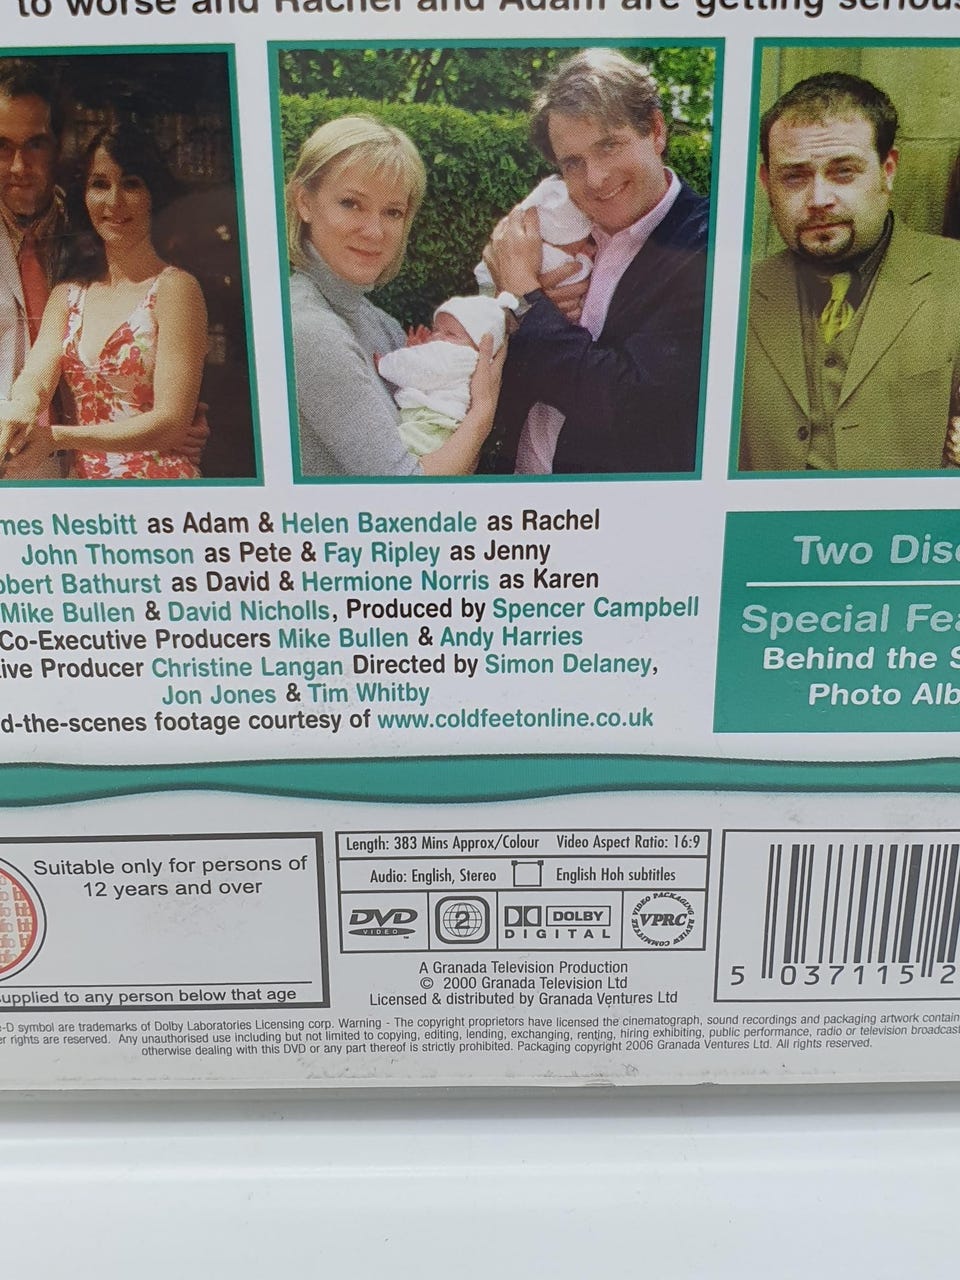 to worse and Rachel and Adam are getting serious
mes Nesbitt as Adam & Helen Baxendale as Rachel
John Thomson as Pete & Fay Ripley as Jenny
obert Bathurst as David & Hermione Norris as Karen
Mike Bullen & David Nicholls, Produced by Spencer Campbell
Co-Executive Producers Mike Bullen & Andy Harries
ive Producer Christine Langan Directed by Simon Delaney,
Jon Jones & Tim Whitby
d-the-scenes footage courtesy of www.coldfeetonline.co.uk
Two Disc
Special Fea
Behind the S
Photo Alb
Suitable only for persons of
12 years and over
supplied to any person below that age
Length: 383 Mins Approx/Colour Video Aspect Ratio: 16:9
Audio: English, Stereo English Hoh subtitles
DVD VIDEO
2
DOLBY DIGITAL
VIDEO PACKAGING REVIEW COMMITTEE VPRC
A Granada Television Production
© 2000 Granada Television Ltd
Licensed & distributed by Granada Ventures Ltd
5 037115 2
-D symbol are trademarks of Dolby Laboratories Licensing corp. Warning - The copyright proprietors have licensed the cinematograph, sound recordings and packaging artwork contain
er rights are reserved. Any unauthorised use including but not limited to copying, editing, lending, exchanging, renting, hiring exhibiting, public performance, radio or television broadcast
otherwise dealing with this DVD or any part thereof is strictly prohibited. Packaging copyright 2006 Granada Ventures Ltd. All rights reserved.